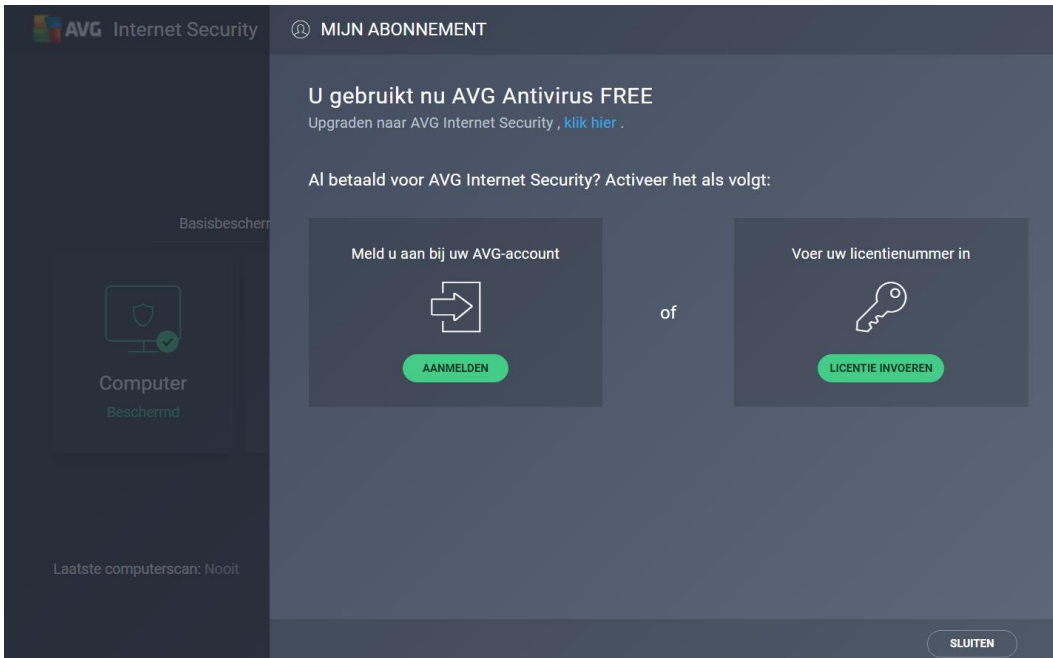 AVG Internet Security
MIJN ABONNEMENT
U gebruikt nu AVG Antivirus FREE
Upgraden naar AVG Internet Security , klik hier .
Al betaald voor AVG Internet Security? Activeer het als volgt:
Basisbescherm
Meld u aan bij uw AVG-account
of
Voer uw licentienummer in
AANMELDEN
LICENTIE INVOEREN
Computer
Beschermd
Laatste computerscan: Nooit
SLUITEN